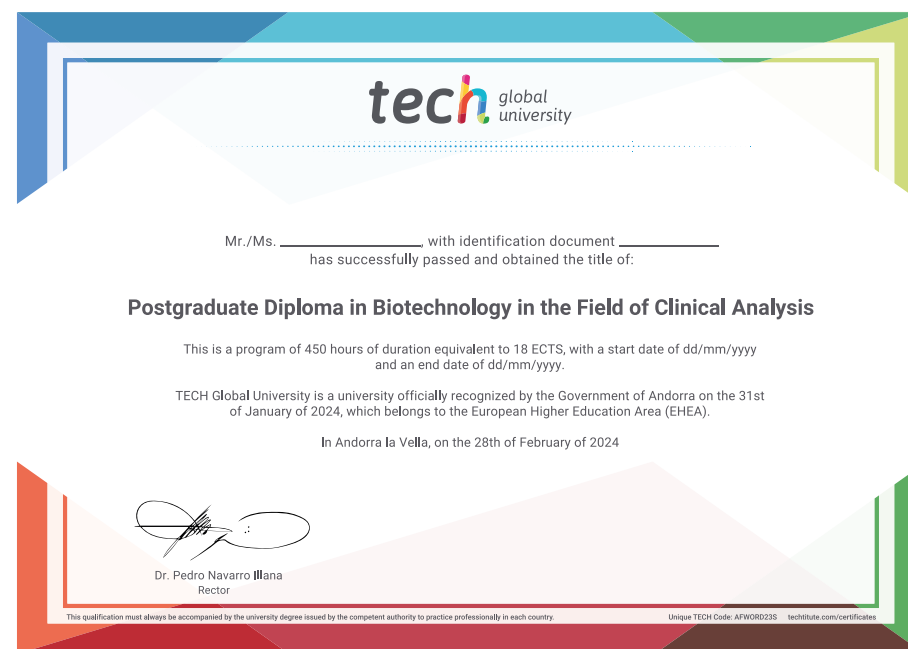 tech global university
Mr./Ms. ____________________, with identification document ______________
has successfully passed and obtained the title of:
Postgraduate Diploma in Biotechnology in the Field of Clinical Analysis
This is a program of 450 hours of duration equivalent to 18 ECTS, with a start date of dd/mm/yyyy
and an end date of dd/mm/yyyy.
TECH Global University is a university officially recognized by the Government of Andorra on the 31st
of January of 2024, which belongs to the European Higher Education Area (EHEA).
In Andorra la Vella, on the 28th of February of 2024
Dr. Pedro Navarro Illana
Rector
This qualification must always be accompanied by the university degree issued by the competent authority to practice professionally in each country. Unique TECH Code: AFWORD23S techtitute.com/certificates